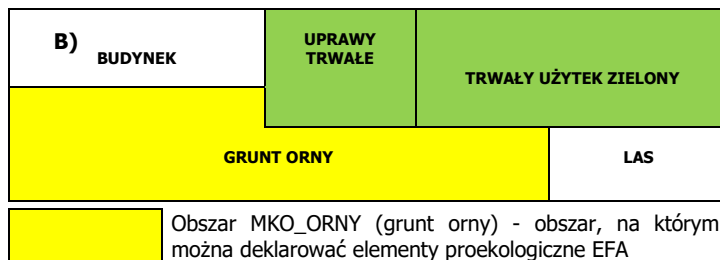 B)
BUDYNEK
UPRAWY
TRWAŁE
TRWAŁY UŻYTEK ZIELONY
GRUNT ORNY
LAS
Obszar MKO_ORNY (grunt orny) - obszar, na którym
można deklarować elementy proekologiczne EFA